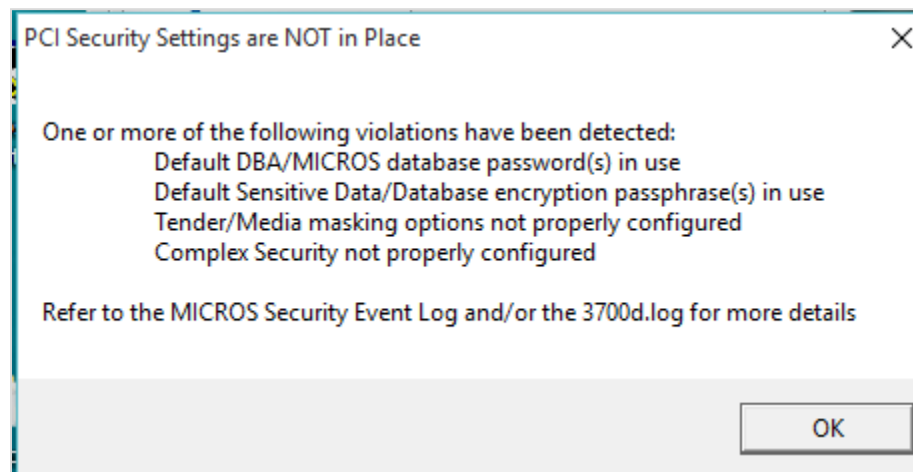 PCI Security Settings are NOT in Place
One or more of the following violations have been detected:
Default DBA/MICROS database password(s) in use
Default Sensitive Data/Database encryption passphrase(s) in use
Tender/Media masking options not properly configured
Complex Security not properly configured
Refer to the MICROS Security Event Log and/or the 3700d.log for more details
OK